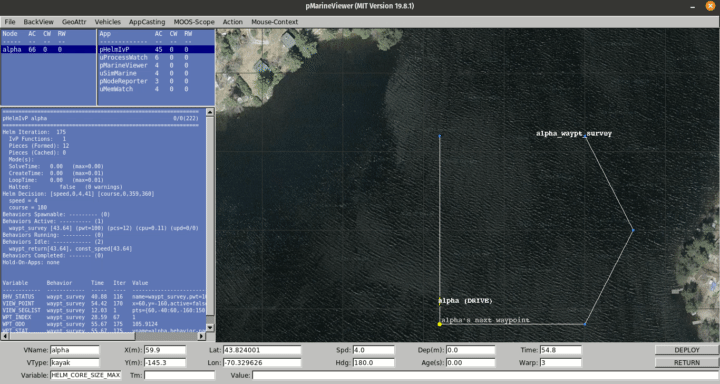 pMarineViewer (MIT Version 19.8.1)
File BackView GeoAttr Vehicles AppCasting MOOS-Scope Action Mouse-Context
Node AC CW RW
alpha 66 0 0
App AC CW RW
pHelmIvP 45 0 0
uProcessWatch 6 0 0
pMarineViewer 4 0 0
uSimMarine 4 0 0
pNodeReporter 3 0 0
uMemWatch 4 0 0
pHelmIvP alpha 0/0(222)
Helm Iteration: 175
IvP Functions: 1
Pieces (Formed): 12
Pieces (Cached): 0
Mode(s):
SolveTime: 0.00 (max=0.00)
CreateTime: 0.00 (max=0.01)
LoopTime: 0.00 (max=0.01)
Halted: false (0 warnings)
Helm Decision: [speed,0,4,41] [course,0,359,360]
speed = 4
course = 180
Behaviors Spawnable: --------- (0)
Behaviors Active: ---------- (1)
waypt_survey [43.64] (pwt=100) (pcs=12) (cpu=0.11) (upd=0/0)
Behaviors Running: --------- (0)
Behaviors Idle: --------- (2)
waypt_return[43.64], const_speed[43.64]
Behaviors Completed: ------- (0)
Hold-On-Apps: none
Variable Behavior Time Iter Value
BHV_STATUS waypt_survey 40.08 116 name=waypt_survey,pwt=1
VIEW_POINT waypt_survey 54.42 170 x=60,y=-160,active=fals
VIEW_SEGLIST waypt_survey 12.03 1 pts={60,-40:60,-160:150
WPT_INDEX waypt_survey 28.59 67 1
WPT_ODO waypt_survey 55.67 175 105.9124
WPT_STAT waypt_survey 55.67 175
alpha_waypt_survey
alpha (DRIVE)
alpha's next waypoint
VName: alpha X(m): 59.9 Lat: 43.824001 Spd: 4.0 Dep(m): 0.0 Time: 54.8 DEPLOY
VType: kayak Y(m): -145.3 Lon: -70.329626 Hdg: 180.0 Age(s): 0.00 Warp: 3 RETURN
Variable: HELM_CORE_SIZE_MAX Tm: Value: